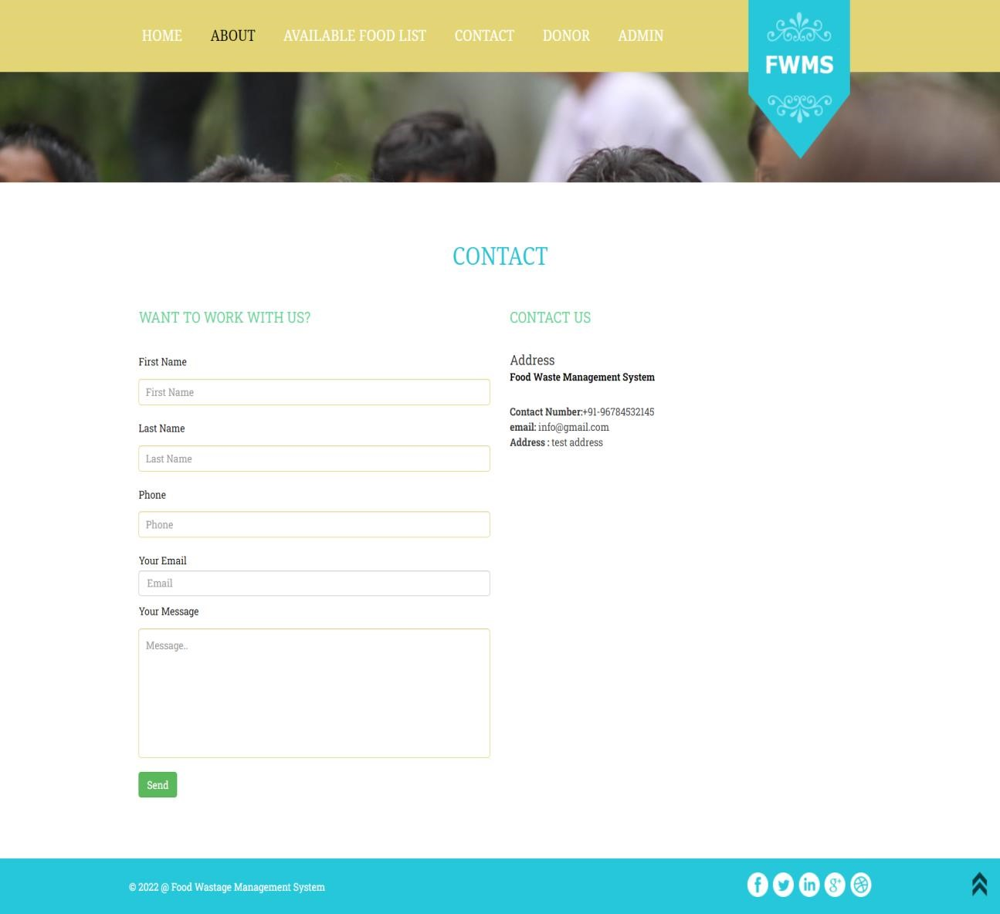 HOME ABOUT AVAILABLE FOOD LIST CONTACT DONOR ADMIN
FWMS
CONTACT
WANT TO WORK WITH US?
First Name
First Name
Last Name
Last Name
Phone
Phone
Your Email
Email
Your Message
Message..
Send
CONTACT US
Address
Food Waste Management System
Contact Number:+91-96784532145
email: info@gmail.com
Address : test address
© 2022 @ Food Wastage Management System